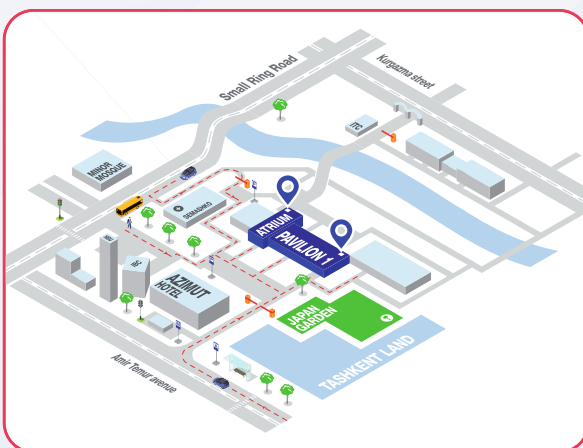 Small Ring Road
Kurgazma street
ITC
MINOR
MOSQUE
SEMASHKO
ATRIUM
PAVILION 1
IBC
AZIMUT
HOTEL
JAPAN
GARDEN
TASHKENT LAND
Amir Temur avenue